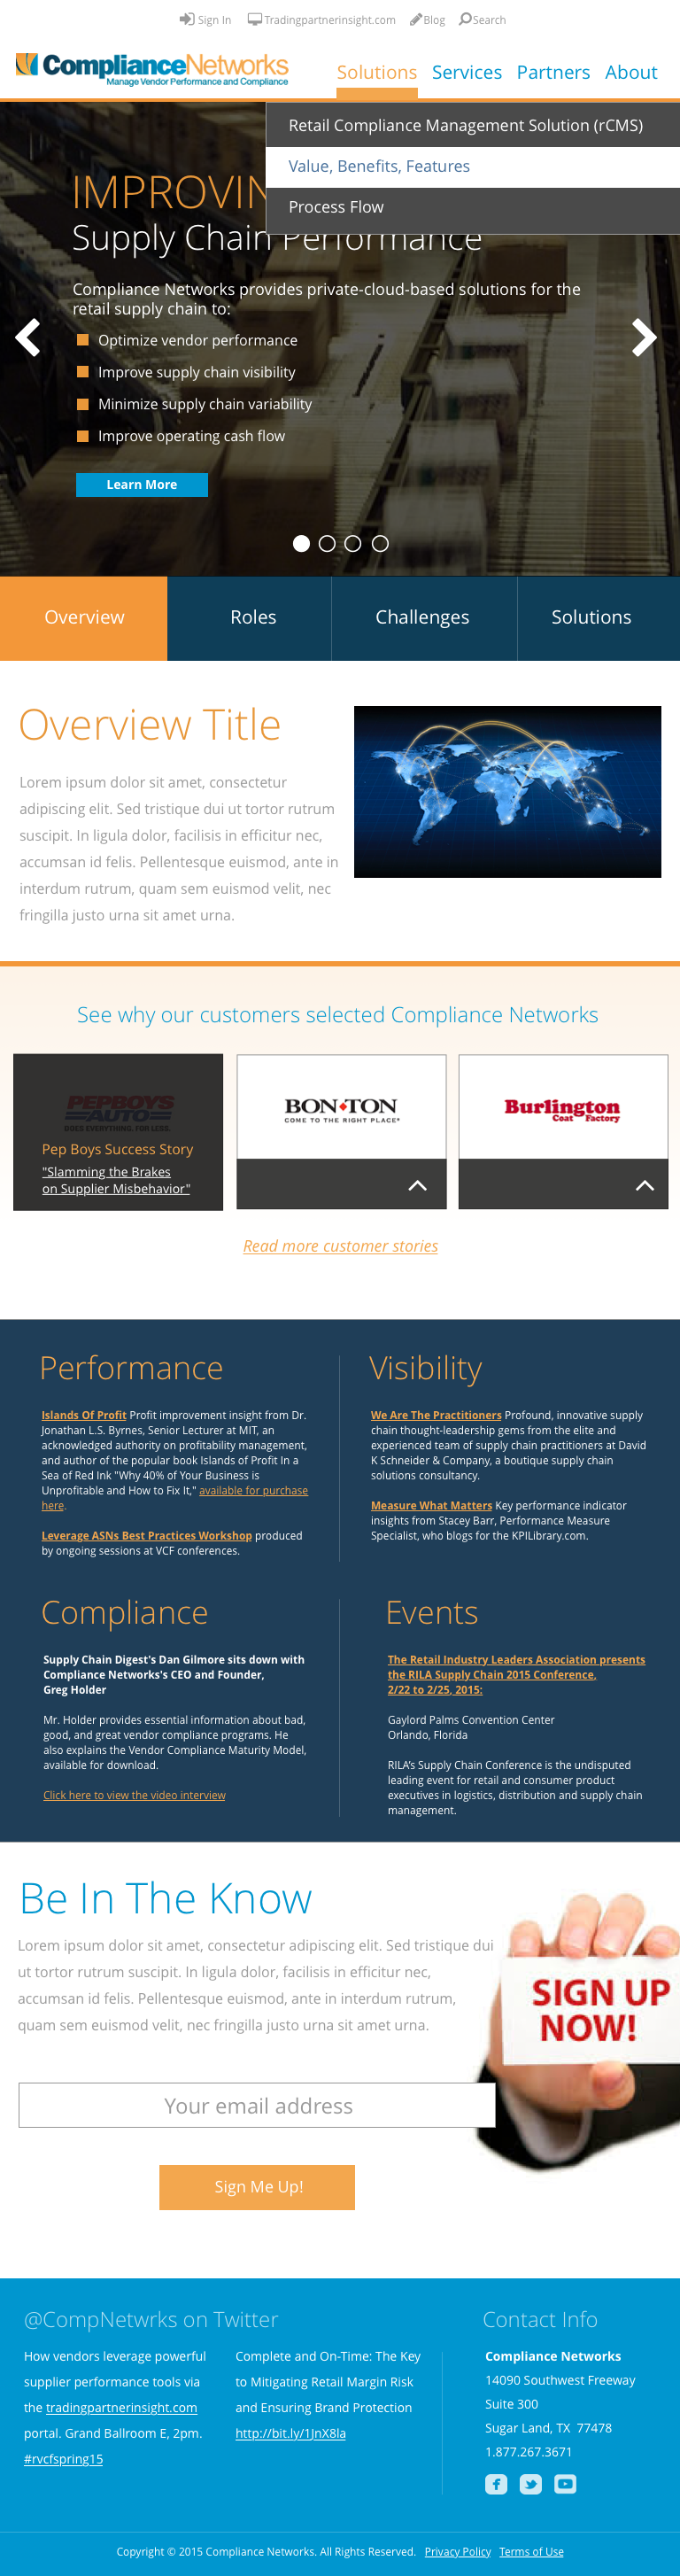 Sign In Tradingpartnerinsight.com Blog Search
ComplianceNetworks
Manage Vendor Performance and Compliance
Solutions Services Partners About
Retail Compliance Management Solution (rCMS)
Value, Benefits, Features
Process Flow
IMPROVIN
Supply Chain Performance
Compliance Networks provides private-cloud-based solutions for the
retail supply chain to:
Optimize vendor performance
Improve supply chain visibility
Minimize supply chain variability
Improve operating cash flow
Learn More
Overview Roles Challenges Solutions
Overview Title
Lorem ipsum dolor sit amet, consectetur
adipiscing elit. Sed tristique dui ut tortor rutrum
suscipit. In ligula dolor, facilisis in efficitur nec,
accumsan id felis. Pellentesque euismod, ante in
interdum rutrum, quam sem euismod velit, nec
fringilla justo urna sit amet urna.
See why our customers selected Compliance Networks
PEPBOYS
AUTO
GOES EVERYTHING. FOR LESS.
Pep Boys Success Story
"Slamming the Brakes
on Supplier Misbehavior"
BON•TON
COME TO THE RIGHT PLACE®
Burlington
Coat Factory
Read more customer stories
Performance
Islands Of Profit Profit improvement insight from Dr.
Jonathan L.S. Byrnes, Senior Lecturer at MIT, an
acknowledged authority on profitability management,
and author of the popular book Islands of Profit In a
Sea of Red Ink "Why 40% of Your Business is
Unprofitable and How to Fix It," available for purchase
here.
Leverage ASNs Best Practices Workshop produced
by ongoing sessions at VCF conferences.
Visibility
We Are The Practitioners Profound, innovative supply
chain thought-leadership gems from the elite and
experienced team of supply chain practitioners at David
K Schneider & Company, a boutique supply chain
solutions consultancy.
Measure What Matters Key performance indicator
insights from Stacey Barr, Performance Measure
Specialist, who blogs for the KPILibrary.com.
Compliance
Supply Chain Digest's Dan Gilmore sits down with
Compliance Networks's CEO and Founder,
Greg Holder
Mr. Holder provides essential information about bad,
good, and great vendor compliance programs. He
also explains the Vendor Compliance Maturity Model,
available for download.
Click here to view the video interview
Events
The Retail Industry Leaders Association presents
the RILA Supply Chain 2015 Conference,
2/22 to 2/25, 2015:
Gaylord Palms Convention Center
Orlando, Florida
RILA's Supply Chain Conference is the undisputed
leading event for retail and consumer product
executives in logistics, distribution and supply chain
management.
Be In The Know
Lorem ipsum dolor sit amet, consectetur adipiscing elit. Sed tristique dui
ut tortor rutrum suscipit. In ligula dolor, facilisis in efficitur nec,
accumsan id felis. Pellentesque euismod, ante in interdum rutrum,
quam sem euismod velit, nec fringilla justo urna sit amet urna.
SIGN UP
NOW!
Your email address
Sign Me Up!
@CompNetwrks on Twitter
How vendors leverage powerful
supplier performance tools via
the tradingpartnerinsight.com
portal. Grand Ballroom E, 2pm.
#rvcfspring15
Complete and On-Time: The Key
to Mitigating Retail Margin Risk
and Ensuring Brand Protection
http://bit.ly/1JnX8la
Contact Info
Compliance Networks
14090 Southwest Freeway
Suite 300
Sugar Land, TX 77478
1.877.267.3671
Copyright © 2015 Compliance Networks. All Rights Reserved. Privacy Policy Terms of Use